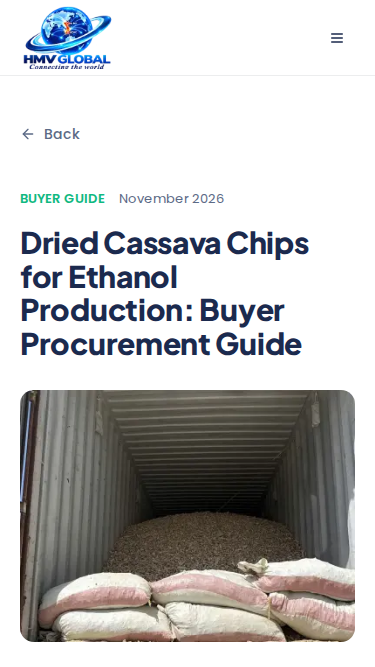 HMV GLOBAL
Connecting the world
Back
BUYER GUIDE November 2026
Dried Cassava Chips
for Ethanol
Production: Buyer
Procurement Guide